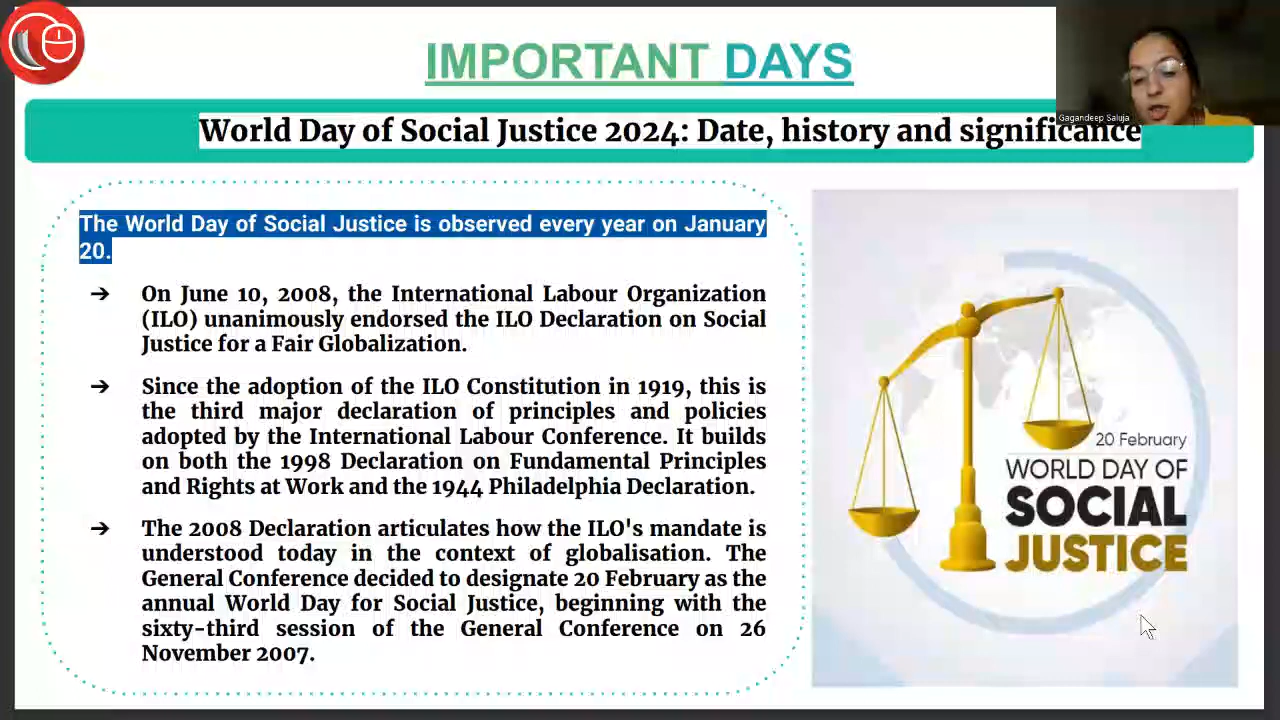 IMPORTANT DAYS
Gagandeep Saluja
World Day of Social Justice 2024: Date, history and significance
The World Day of Social Justice is observed every year on January
20.
➔ On June 10, 2008, the International Labour Organization
(ILO) unanimously endorsed the ILO Declaration on Social
Justice for a Fair Globalization.
➔ Since the adoption of the ILO Constitution in 1919, this is
the third major declaration of principles and policies
adopted by the International Labour Conference. It builds
on both the 1998 Declaration on Fundamental Principles
and Rights at Work and the 1944 Philadelphia Declaration.
➔ The 2008 Declaration articulates how the ILO's mandate is
understood today in the context of globalisation. The
General Conference decided to designate 20 February as the
annual World Day for Social Justice, beginning with the
sixty-third session of the General Conference on 26
November 2007.
20 February
WORLD DAY OF
SOCIAL
JUSTICE